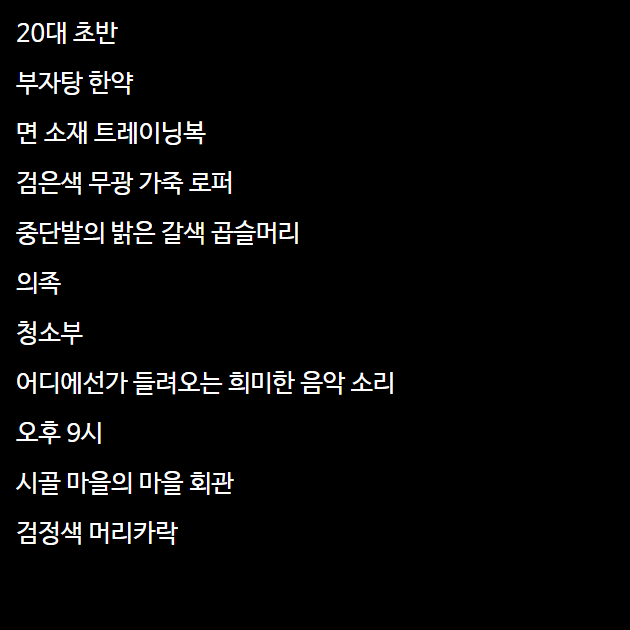 20대 초반
부자탕 한약
면 소재 트레이닝복
검은색 무광 가죽 로퍼
중단발의 밝은 갈색 곱슬머리
의족
청소부
어디에선가 들려오는 희미한 음악 소리
오후 9시
시골 마을의 마을 회관
검정색 머리카락